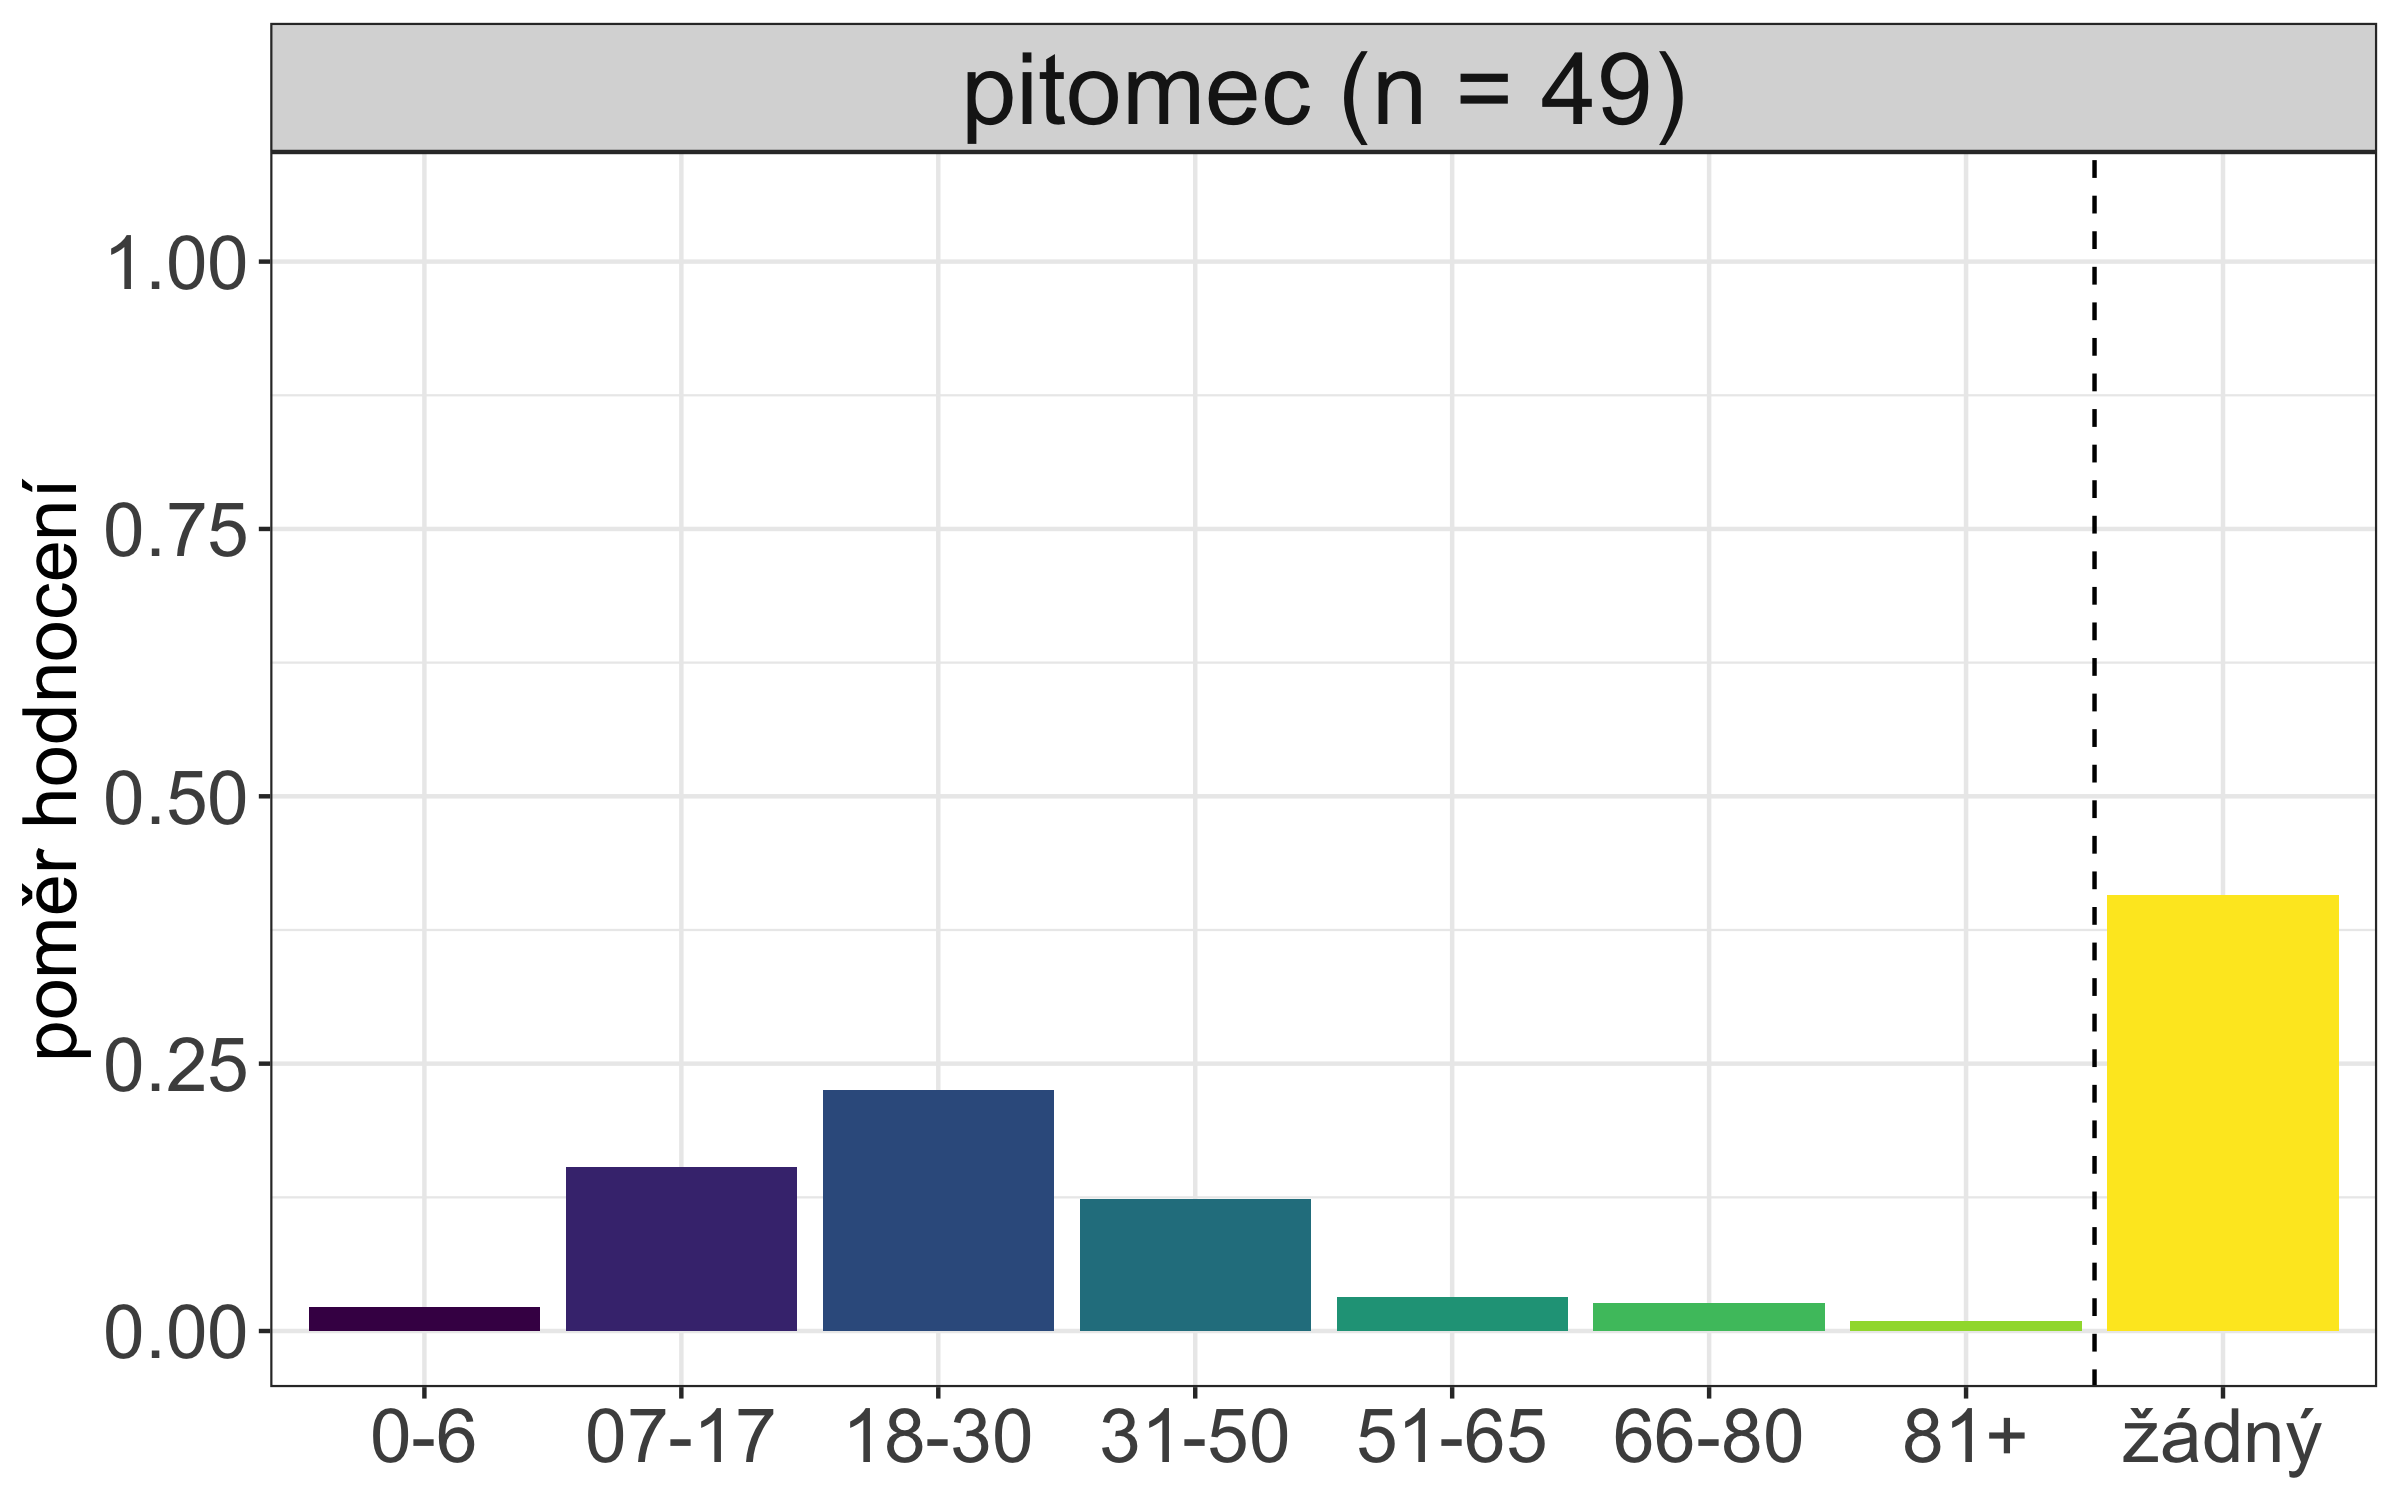 pitomec (n = 49)
poměr hodnocení
1.00
0.75
0.50
0.25
0.00
0-6 07-17 18-30 31-50 51-65 66-80 81+ žádný